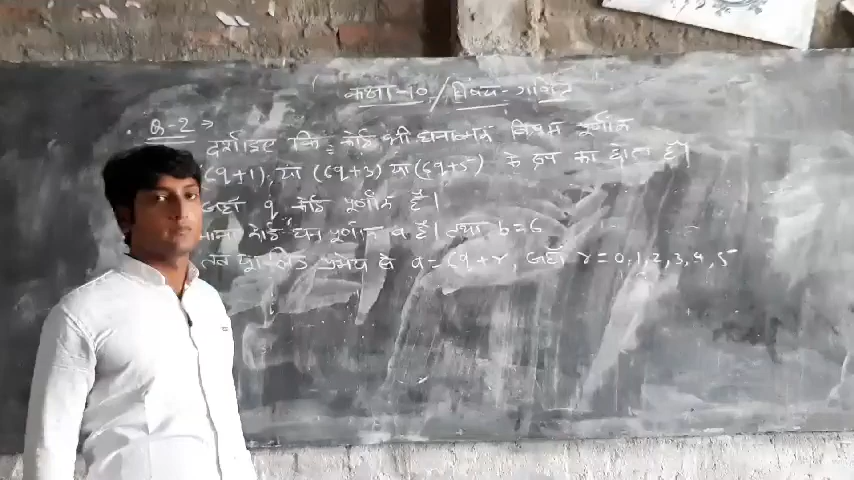 कक्षा-10 / विषय- गणित
Q-2 → दर्शाइए कि कोई भी धनात्मक विषम पूर्णांक
(6q+1), या (6q+3) या (6q+5) के रूप का होता है।
जहाँ q कोई पूर्णांक है।
माना कोई धन पूर्णांक a है। तथा b=6
तब यूक्लिड प्रमेय से a=6q+r, जहाँ r=0,1,2,3,4,5